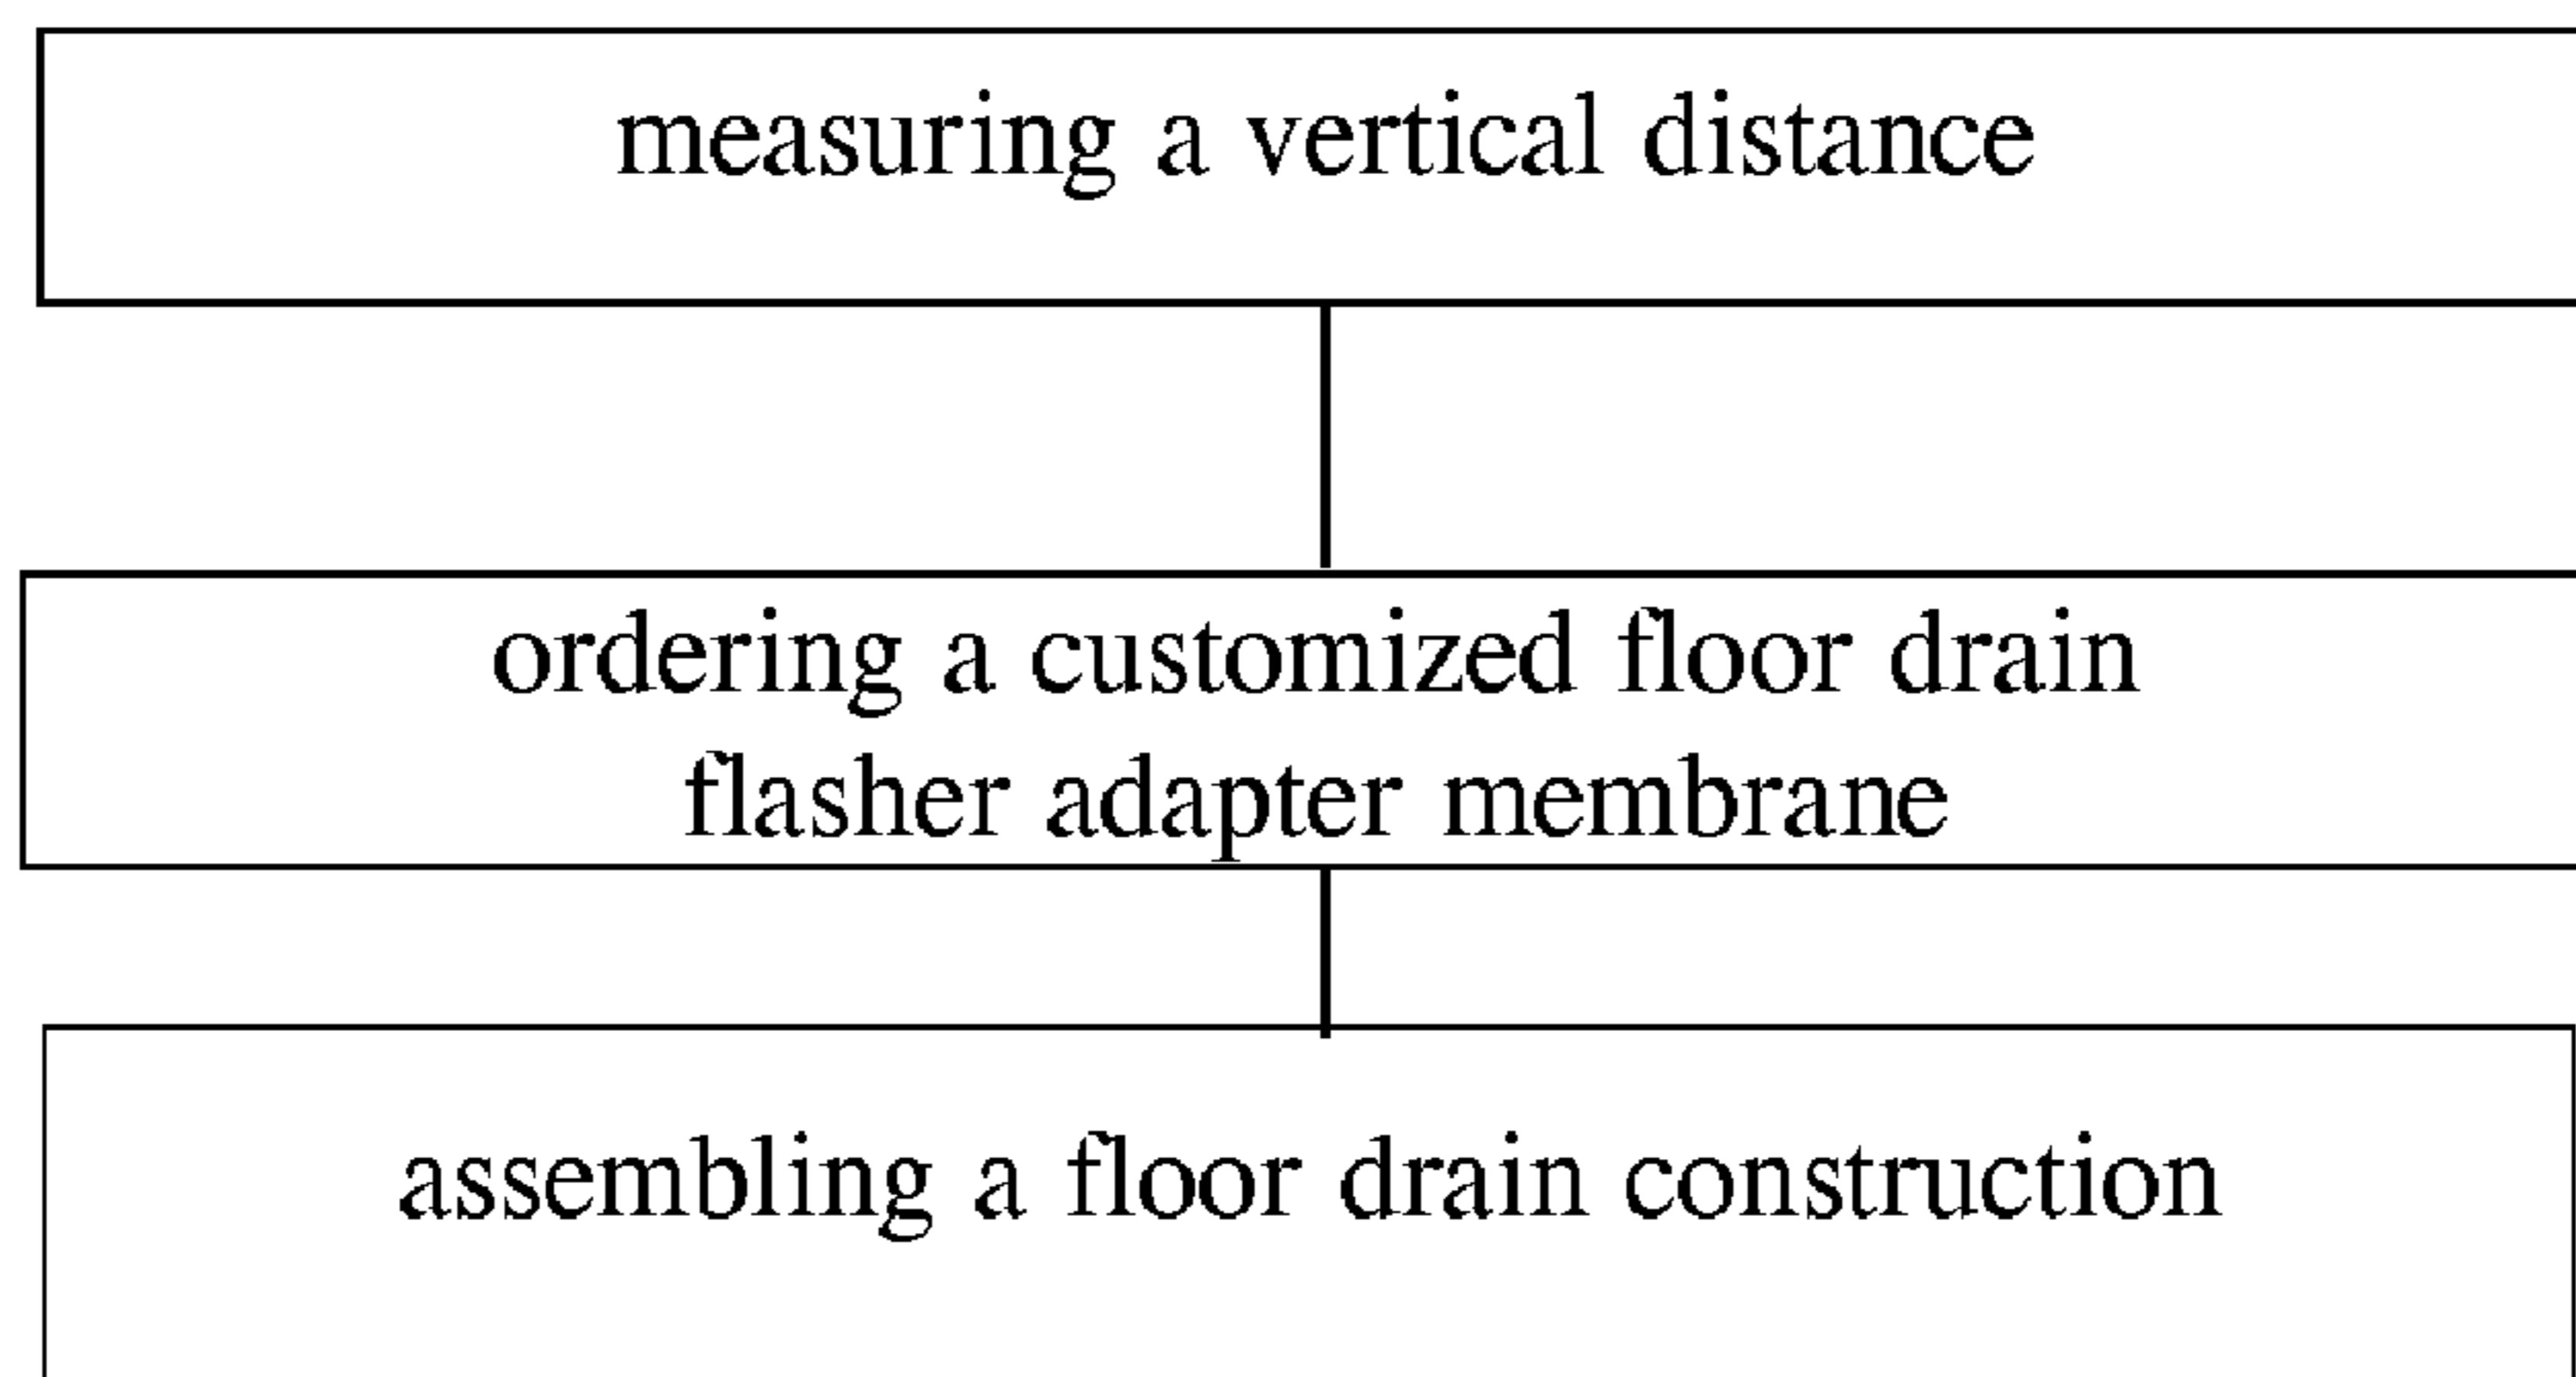 measuring a vertical distance
ordering a customized floor drain
flasher adapter membrane
assembling a floor drain construction